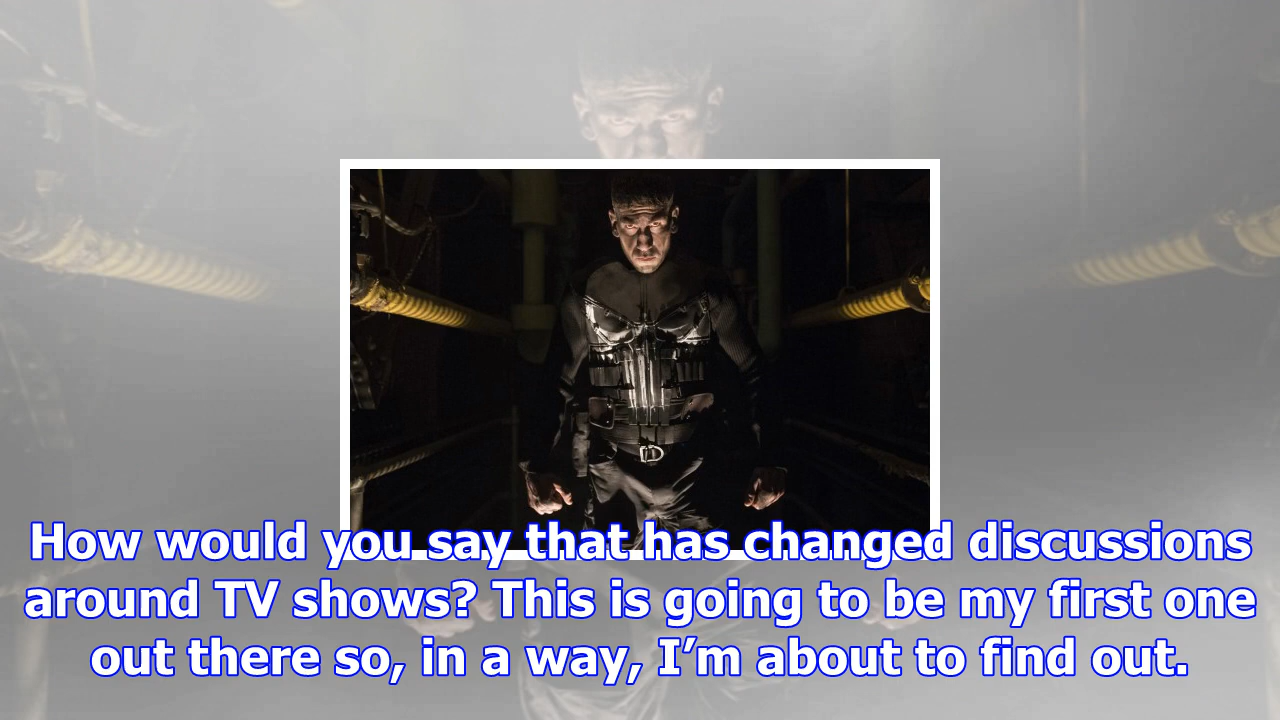 How would you say that has changed discussions
around TV shows? This is going to be my first one
out there so, in a way, I’m about to find out.